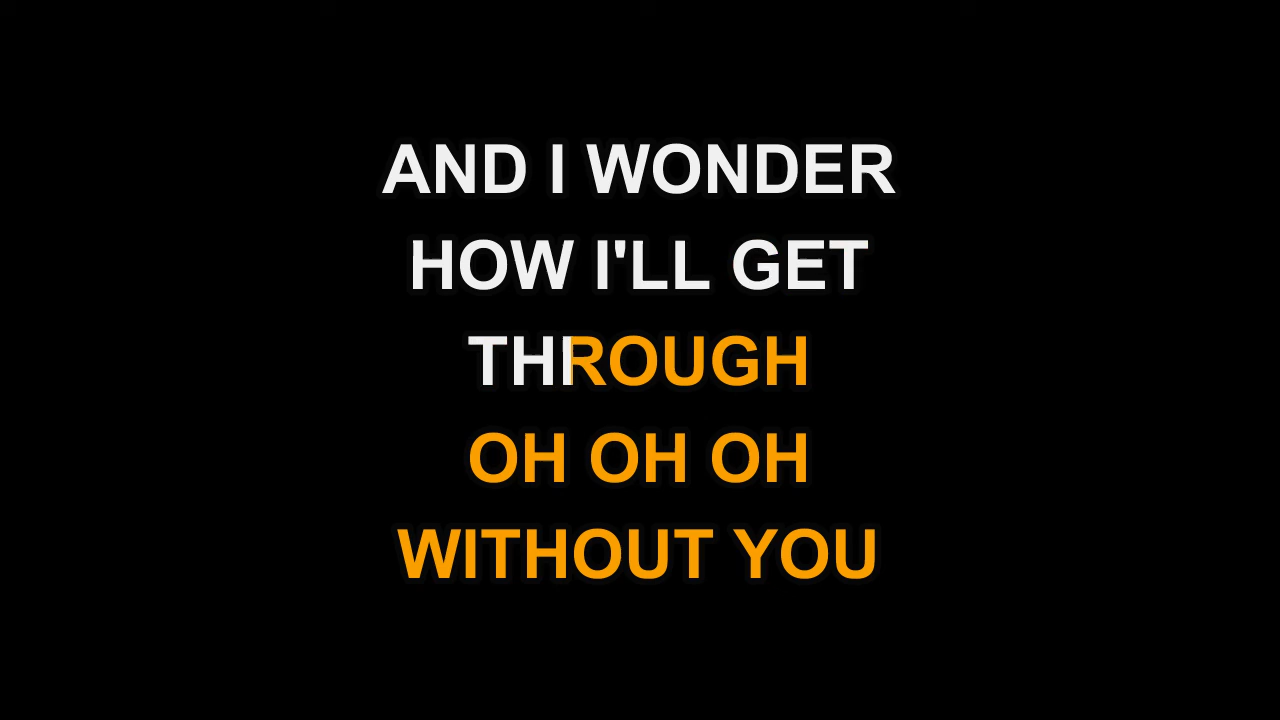 AND I WONDER
HOW I'LL GET
THROUGH
OH OH OH
WITHOUT YOU